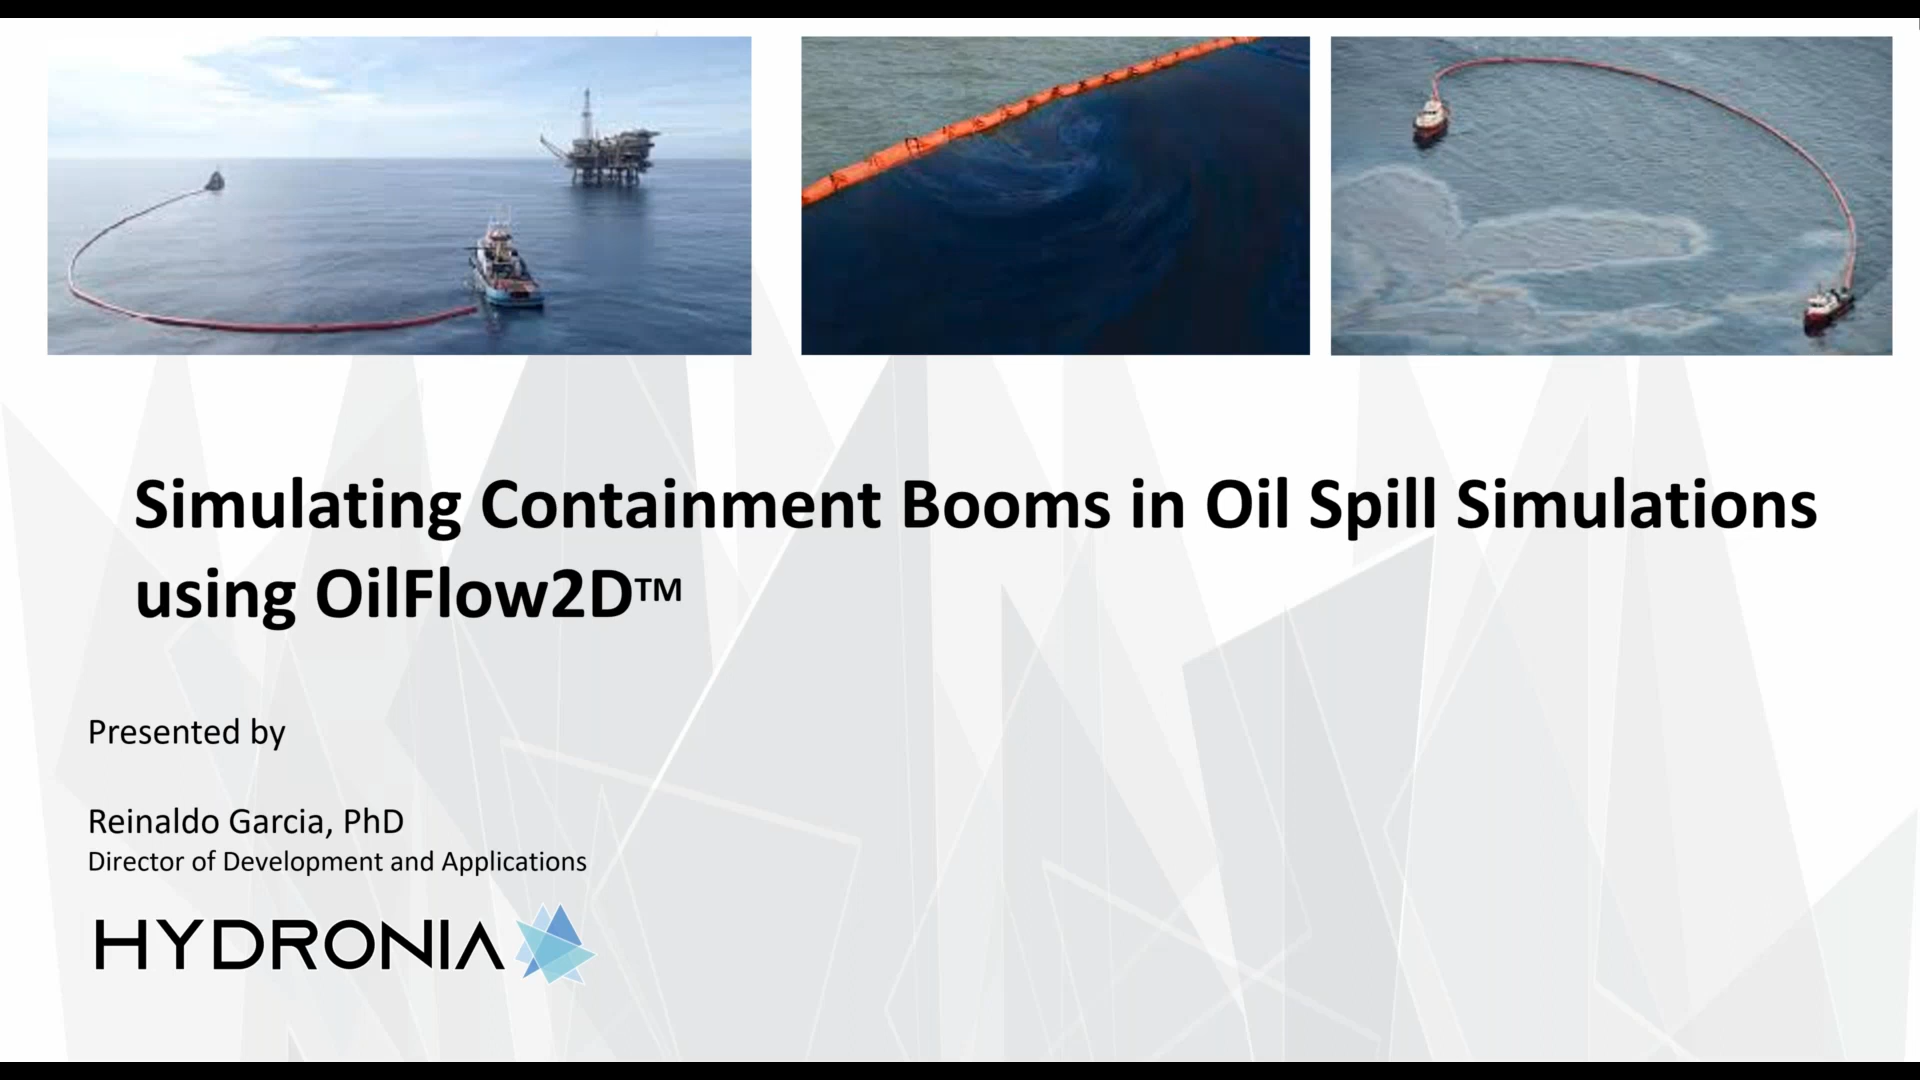 Simulating Containment Booms in Oil Spill Simulations
using OilFlow2D™
Presented by
Reinaldo Garcia, PhD
Director of Development and Applications
HYDRONIA